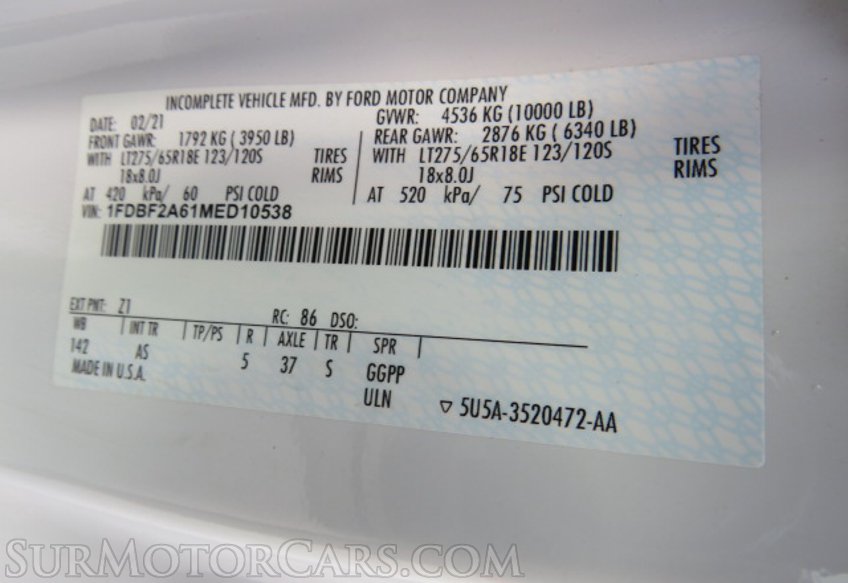 INCOMPLETE VEHICLE MFD. BY FORD MOTOR COMPANY
DATE: 02/21 GVWR: 4536 KG (10000 LB)
FRONT GAWR: 1792 KG ( 3950 LB) REAR GAWR: 2876 KG ( 6340 LB)
WITH LT275/65R18E 123/120S TIRES WITH LT275/65R18E 123/120S TIRES
18x8.0J RIMS 18x8.0J RIMS
AT 420 kPa/ 60 PSI COLD AT 520 kPa/ 75 PSI COLD
VIN: 1FDBF2A61MED10538
EXT PNT: Z1 RC: 86 DSO:
WB INT TR TP/PS R AXLE TR SPR
142 AS 5 37 S GGPP
MADE IN U.S.A. ULN ▽ 5U5A-3520472-AA
SURMOTORCARS.COM